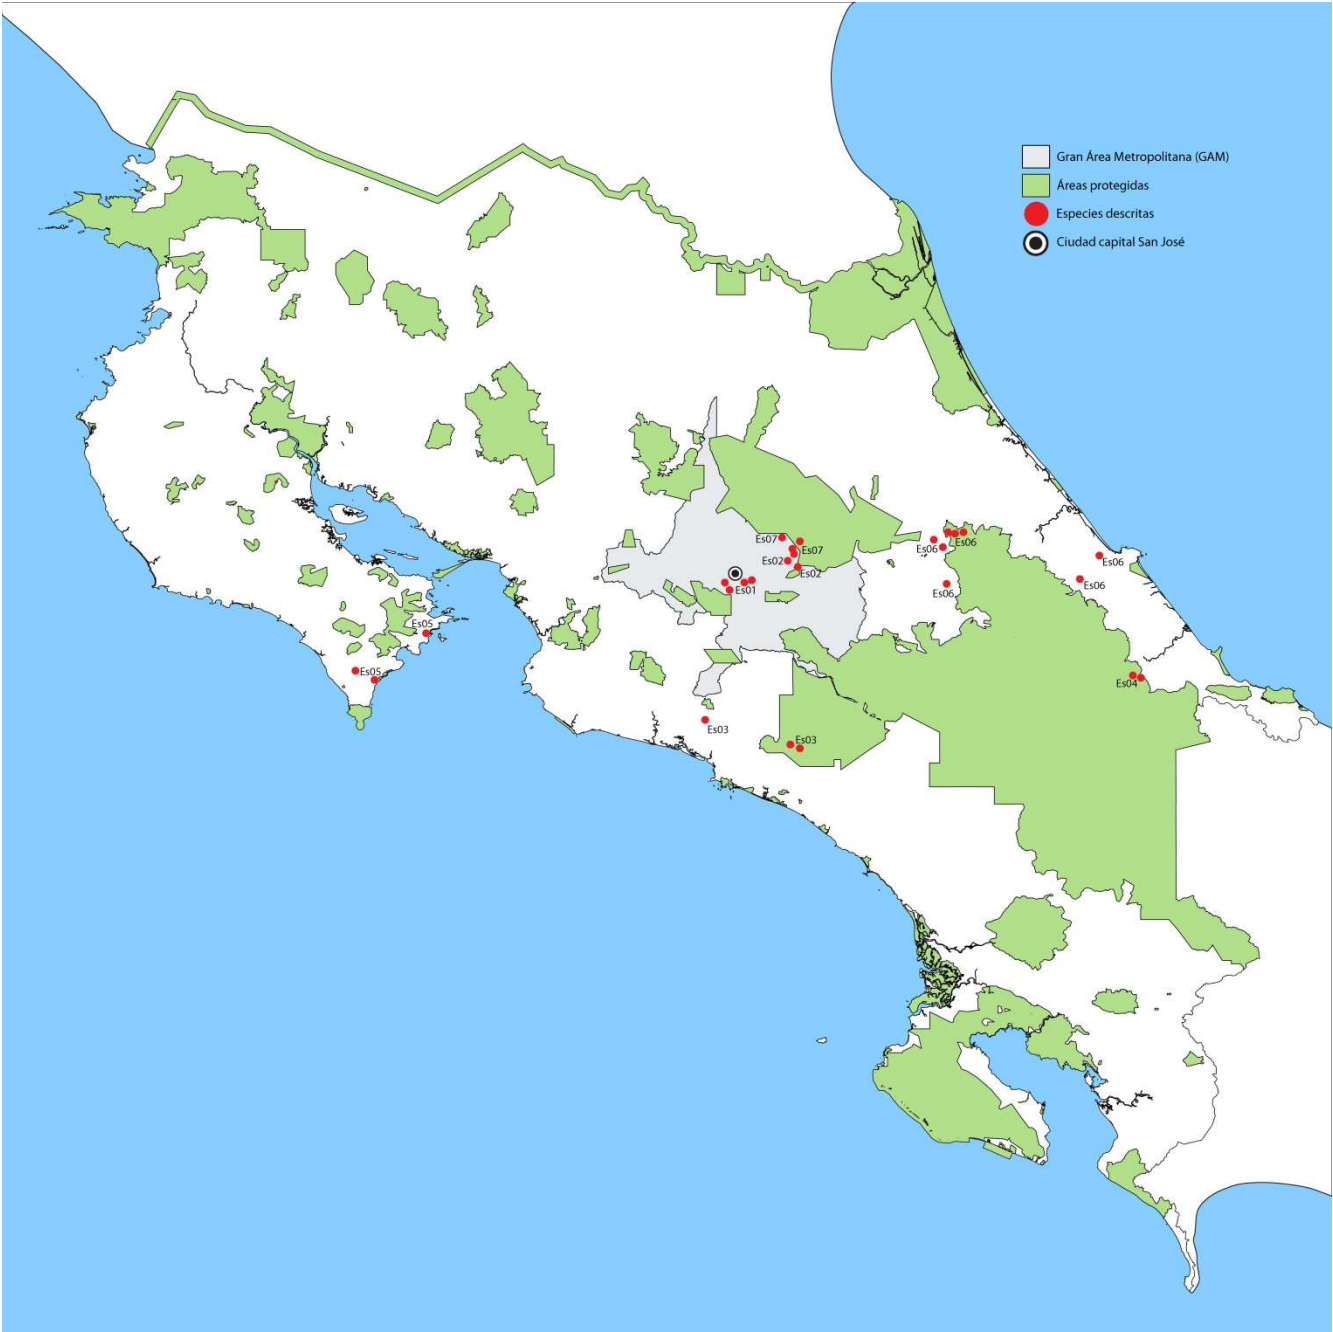 Gran Área Metropolitana (GAM)
Áreas protegidas
Especies descritas
Ciudad capital San José
Es07
Es07
Es06
Es06
Es02
Es06
Es02
Es01
Es06
Es06
Es05
Es05
Es04
Es03
Es03